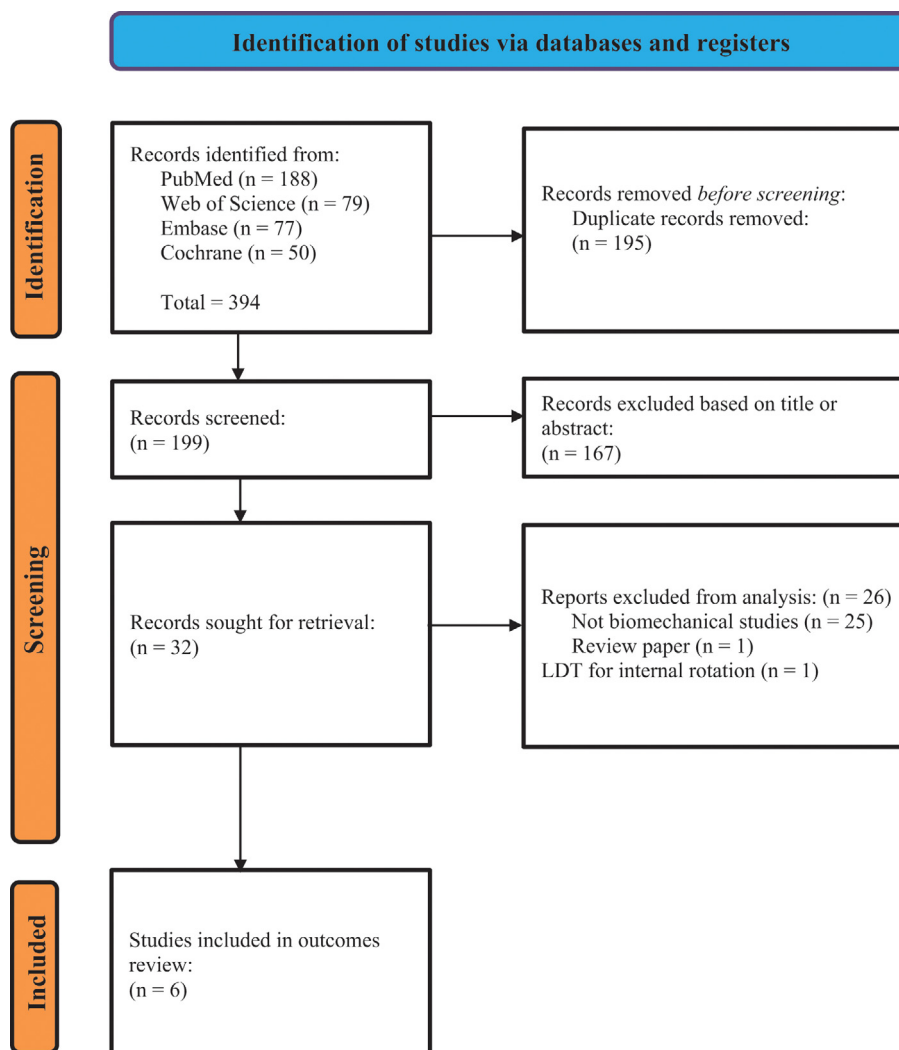 Identification of studies via databases and registers
Identification
Records identified from:
PubMed (n = 188)
Web of Science (n = 79)
Embase (n = 77)
Cochrane (n = 50)
Total = 394
Records removed before screening:
Duplicate records removed:
(n = 195)
Screening
Records screened:
(n = 199)
Records excluded based on title or
abstract:
(n = 167)
Records sought for retrieval:
(n = 32)
Reports excluded from analysis: (n = 26)
Not biomechanical studies (n = 25)
Review paper (n = 1)
LDT for internal rotation (n = 1)
Included
Studies included in outcomes
review:
(n = 6)